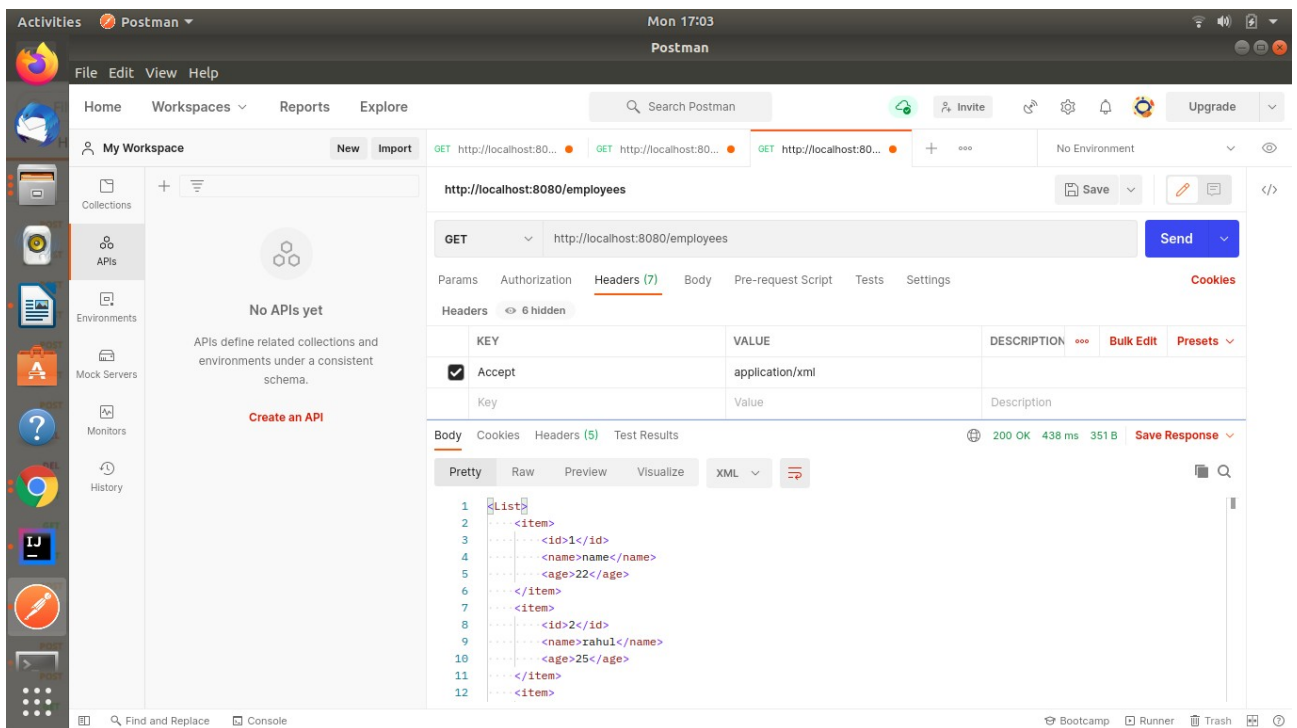 Activities Postman Mon 17:03
Postman
File Edit View Help
Home Workspaces Reports Explore Search Postman Invite Upgrade
My Workspace New Import GET http://localhost:80... GET http://localhost:80... GET http://localhost:80... No Environment
Collections
APIs
Environments
Mock Servers
Monitors
History
No APIs yet
APIs define related collections and
environments under a consistent
schema.
Create an API
http://localhost:8080/employees Save
GET http://localhost:8080/employees Send
Params Authorization Headers (7) Body Pre-request Script Tests Settings Cookies
Headers 6 hidden
KEY VALUE DESCRIPTION Bulk Edit Presets
Accept application/xml
Key Value Description
Body Cookies Headers (5) Test Results 200 OK 438 ms 351 B Save Response
Pretty Raw Preview Visualize XML
1 <List>
2 <item>
3 <id>1</id>
4 <name>name</name>
5 <age>22</age>
6 </item>
7 <item>
8 <id>2</id>
9 <name>rahul</name>
10 <age>25</age>
11 </item>
12 <item>
Find and Replace Console Bootcamp Runner Trash